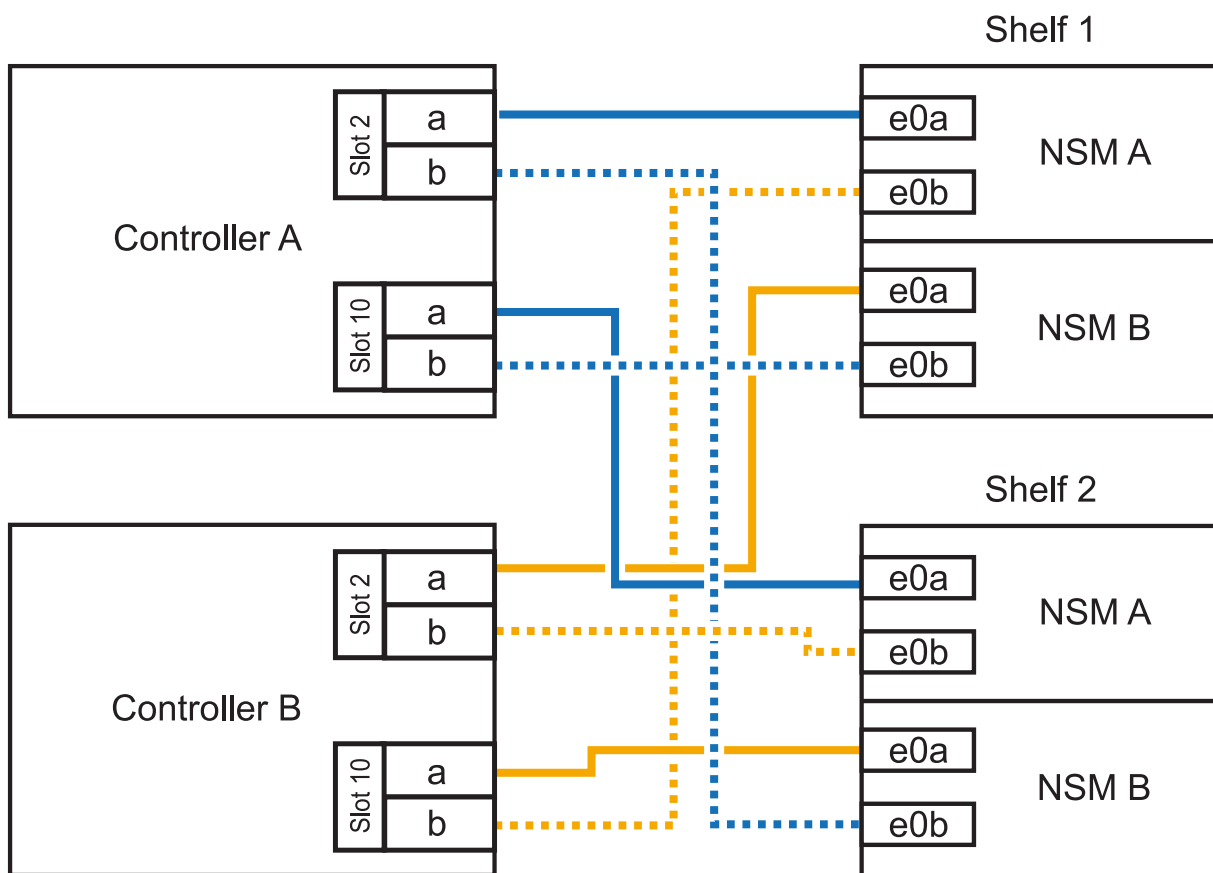 Controller A
Slot 2
a
b
Slot 10
a
b
Shelf 1
e0a
e0b
NSM A
e0a
e0b
NSM B
Controller B
Slot 2
a
b
Slot 10
a
b
Shelf 2
e0a
e0b
NSM A
e0a
e0b
NSM B